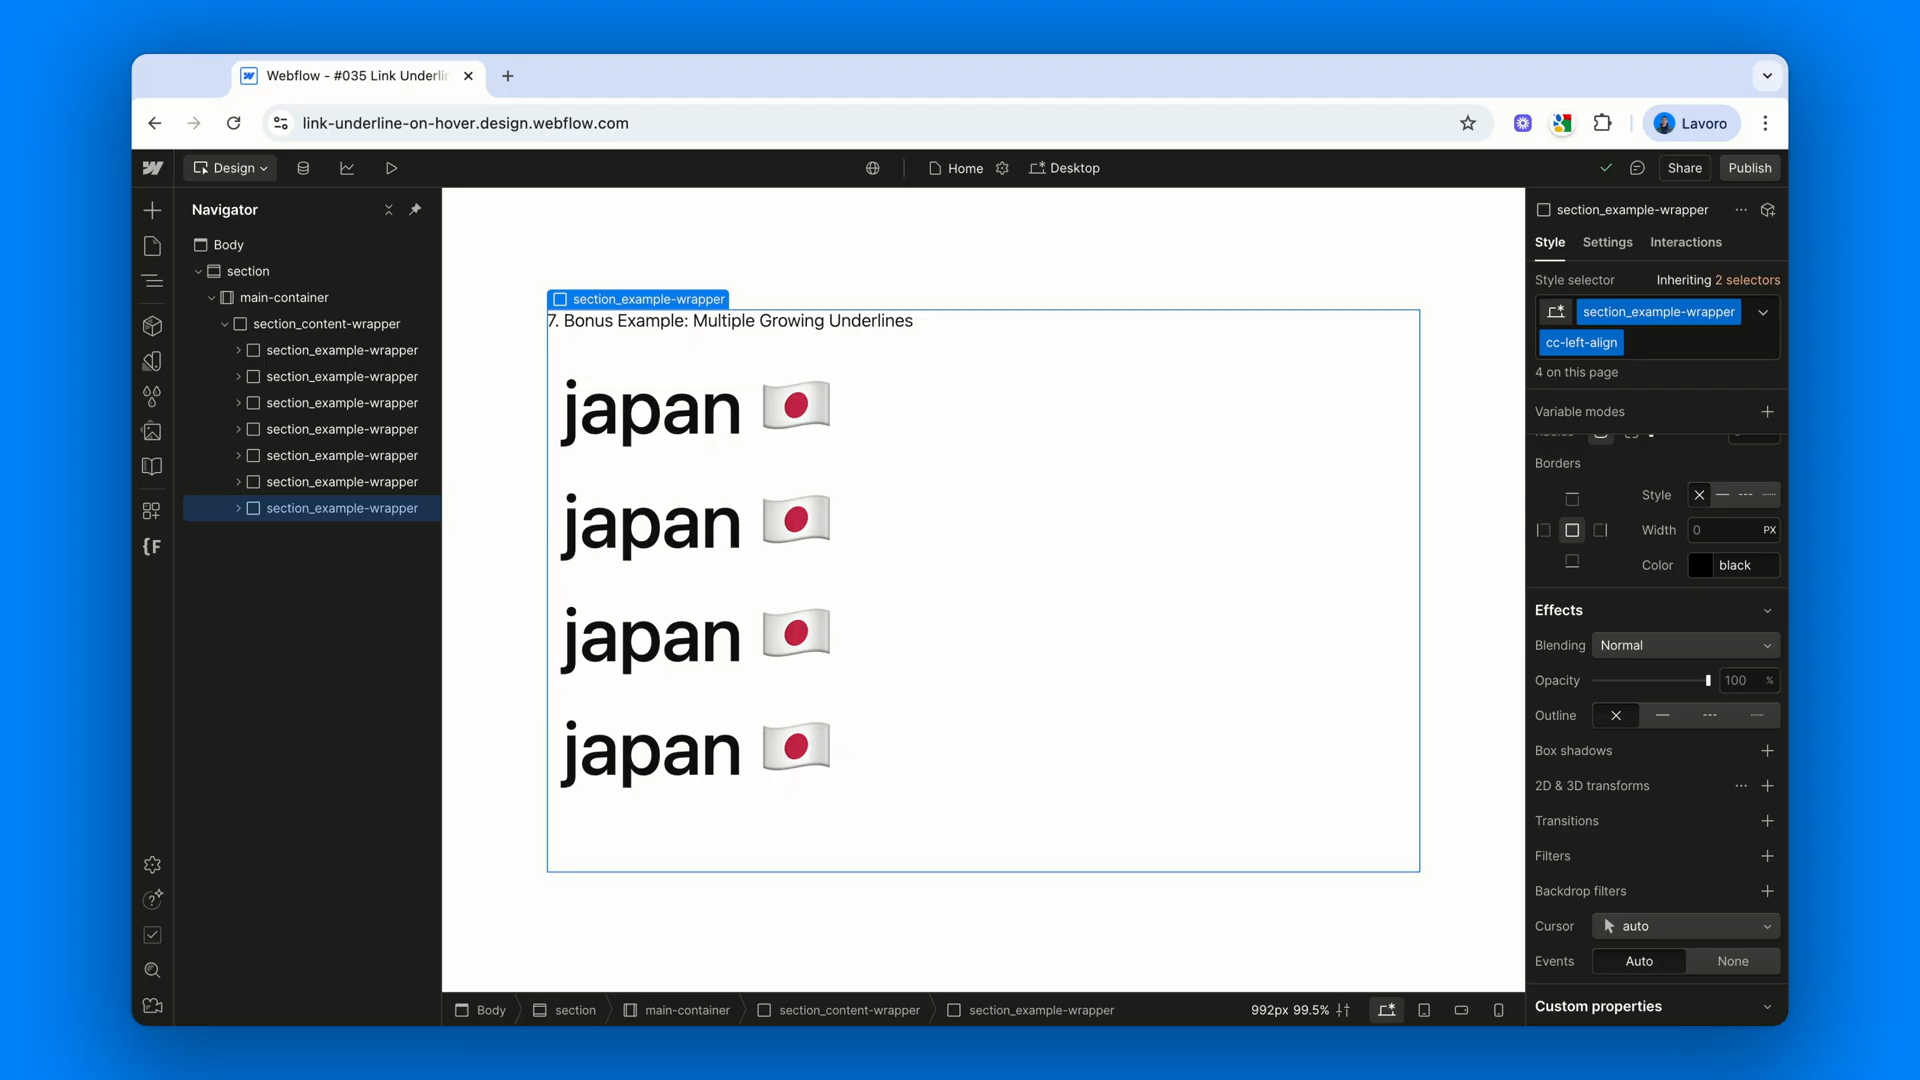 Webflow - #035 Link Underli
link-underline-on-hover.design.webflow.com
Lavoro
Design
Home
Desktop
Share
Publish
Navigator
Body
section
main-container
section_content-wrapper
section_example-wrapper
section_example-wrapper
section_example-wrapper
section_example-wrapper
section_example-wrapper
section_example-wrapper
section_example-wrapper
section_example-wrapper
7. Bonus Example: Multiple Growing Underlines
japan 🇯🇵
japan 🇯🇵
japan 🇯🇵
japan 🇯🇵
section_example-wrapper
Style Settings Interactions
Style selector Inheriting 2 selectors
section_example-wrapper
cc-left-align
4 on this page
Variable modes
Borders
Style
Width 0 PX
Color black
Effects
Blending Normal
Opacity 100 %
Outline
Box shadows
2D & 3D transforms
Transitions
Filters
Backdrop filters
Cursor auto
Events Auto None
Custom properties
Body section main-container section_content-wrapper section_example-wrapper
992px 99.5%